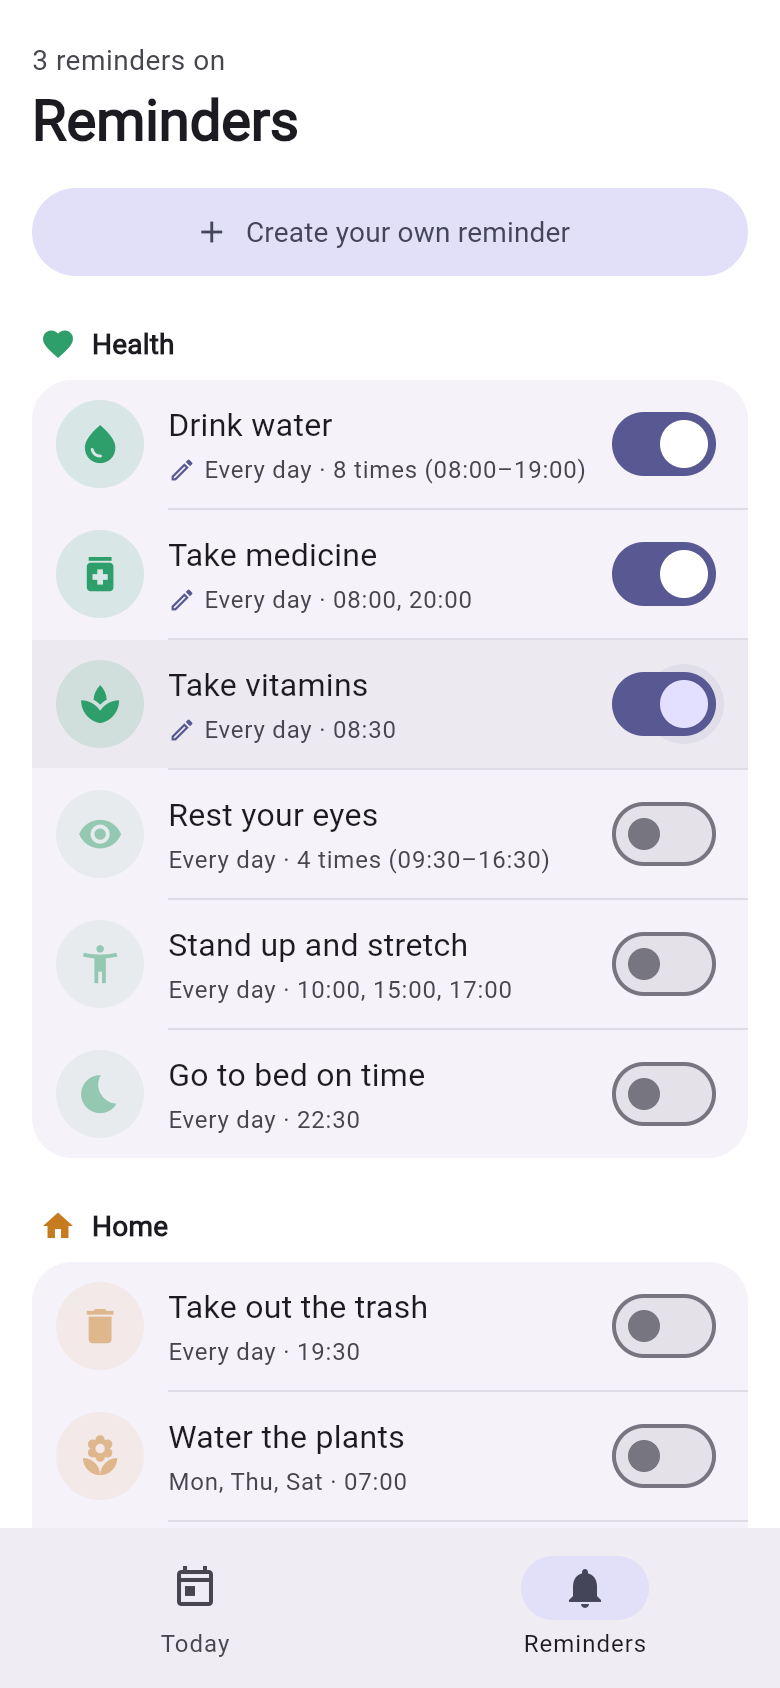 3 reminders on
Reminders
Create your own reminder
Health
Drink water
Every day · 8 times (08:00–19:00)
Take medicine
Every day · 08:00, 20:00
Take vitamins
Every day · 08:30
Rest your eyes
Every day · 4 times (09:30–16:30)
Stand up and stretch
Every day · 10:00, 15:00, 17:00
Go to bed on time
Every day · 22:30
Home
Take out the trash
Every day · 19:30
Water the plants
Mon, Thu, Sat · 07:00
Today
Reminders